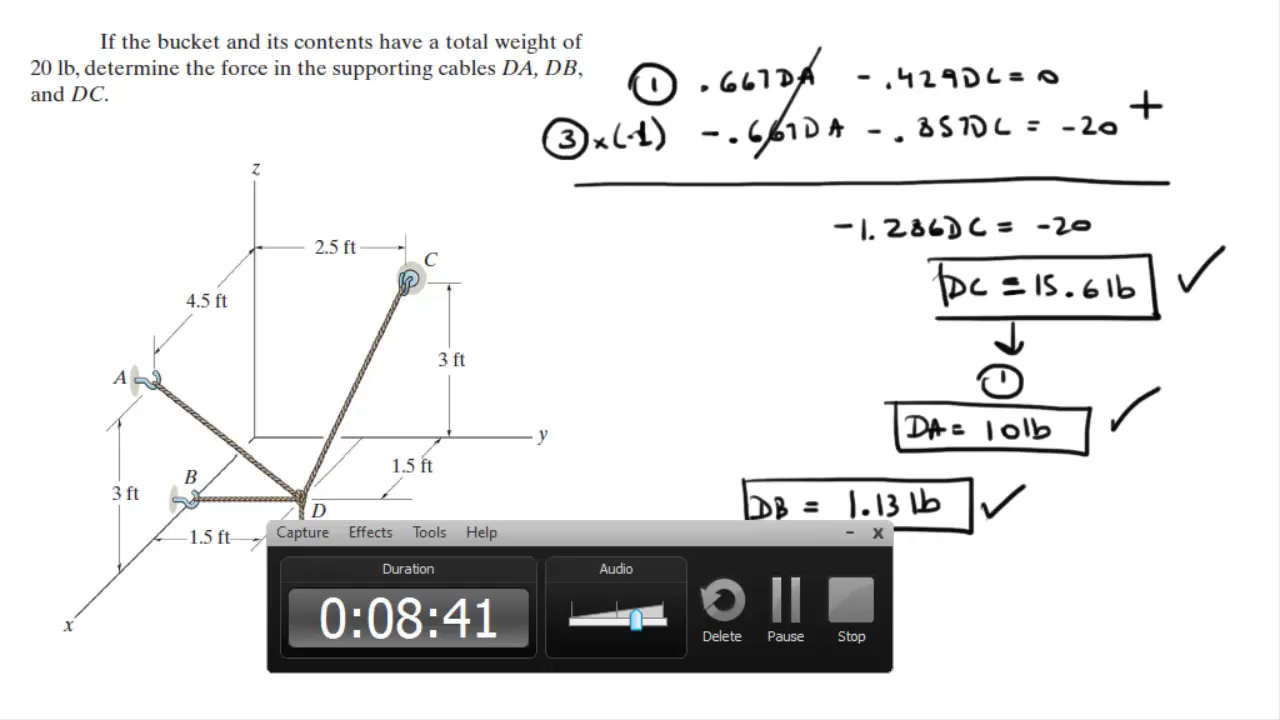 If the bucket and its contents have a total weight of
20 lb, determine the force in the supporting cables DA, DB,
and DC.
① .667DA - .429DC = 0
+
③ x (-1) - .667DA - .857DC = -20
-1.286DC = -20
DC = 15.6 lb ✓
①
DA = 10 lb ✓
DB = 1.13 lb ✓
z
2.5 ft
C
4.5 ft
A
3 ft
y
1.5 ft
B
3 ft
D
1.5 ft
x
Capture Effects Tools Help
– x
Duration
Audio
0:08:41
Delete Pause Stop